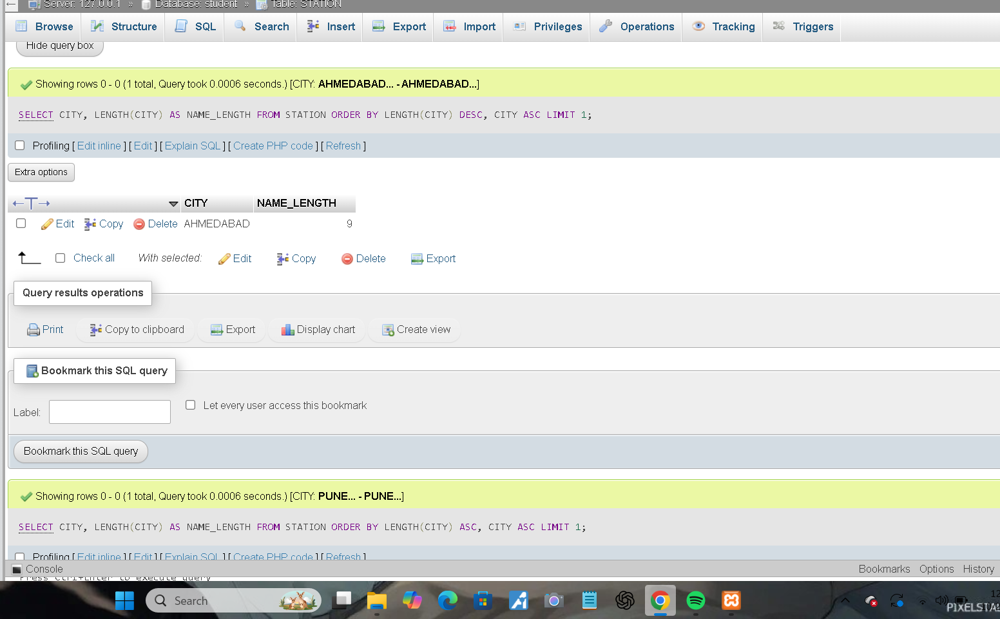 Server: 127.0.0.1 » Database: student » Table: STATION
Browse Structure SQL Search Insert Export Import Privileges Operations Tracking Triggers
Hide query box
Showing rows 0 - 0 (1 total, Query took 0.0006 seconds.) [CITY: AHMEDABAD... - AHMEDABAD...]
SELECT CITY, LENGTH(CITY) AS NAME_LENGTH FROM STATION ORDER BY LENGTH(CITY) DESC, CITY ASC LIMIT 1;
Profiling [ Edit inline ] [ Edit ] [ Explain SQL ] [ Create PHP code ] [ Refresh ]
Extra options
←T→ CITY NAME_LENGTH
Edit Copy Delete AHMEDABAD 9
Check all With selected: Edit Copy Delete Export
Query results operations
Print Copy to clipboard Export Display chart Create view
Bookmark this SQL query
Label: Let every user access this bookmark
Bookmark this SQL query
Showing rows 0 - 0 (1 total, Query took 0.0006 seconds.) [CITY: PUNE... - PUNE...]
SELECT CITY, LENGTH(CITY) AS NAME_LENGTH FROM STATION ORDER BY LENGTH(CITY) ASC, CITY ASC LIMIT 1;
Profiling [ Edit inline ] [ Edit ] [ Explain SQL ] [ Create PHP code ] [ Refresh ]
Console Bookmarks Options History
Press Ctrl+Enter to execute query
Search